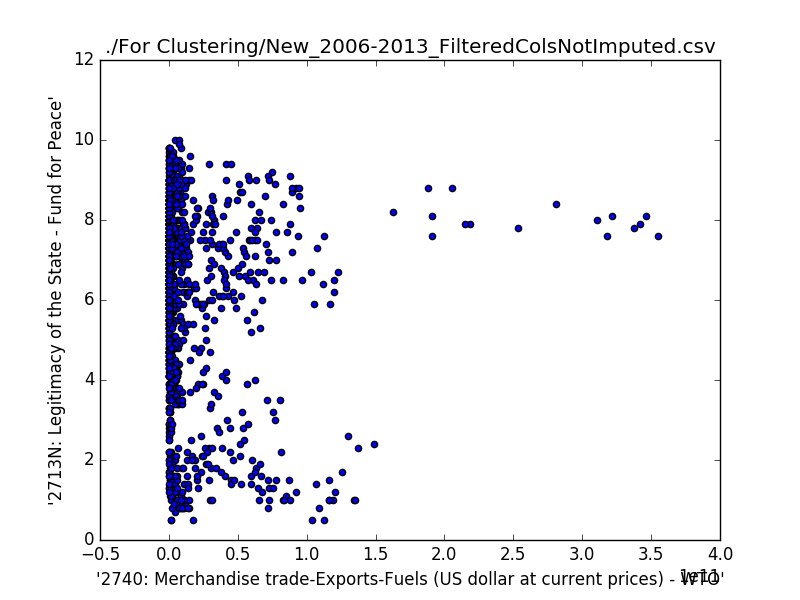 ./For Clustering/New_2006-2013_FilteredColsNotImputed.csv
12
10
8
6
4
2
0
'2713N: Legitimacy of the State - Fund for Peace'
−0.5 0.0 0.5 1.0 1.5 2.0 2.5 3.0 3.5 4.0
1e11
'2740: Merchandise trade-Exports-Fuels (US dollar at current prices) - WTO'